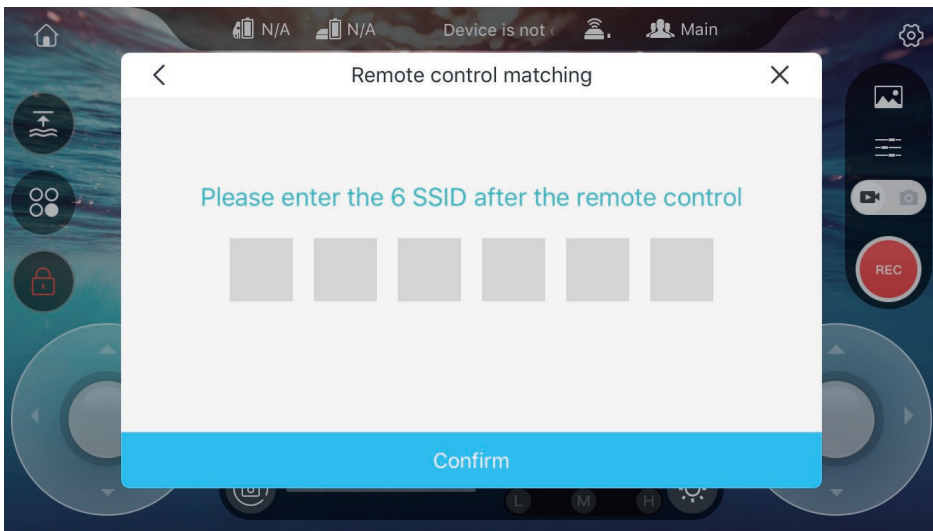 N/A
N/A
Device is not
Main
Remote control matching
Please enter the 6 SSID after the remote control
REC
Confirm
L
M
H